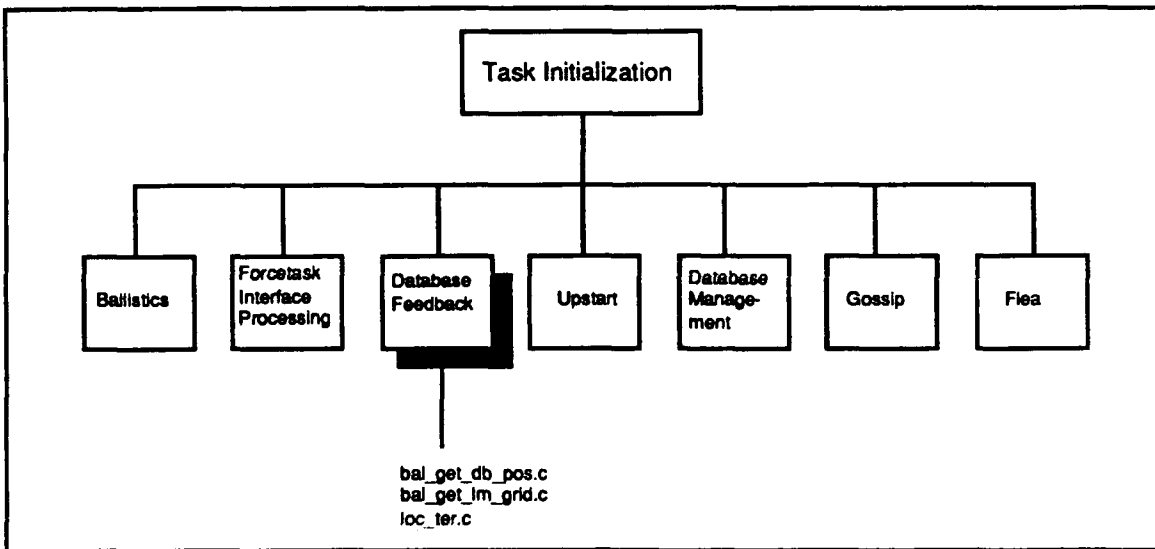 Task Initialization
Ballistics
Forcetask
Interface
Processing
Database
Feedback
Upstart
Database
Manage-
ment
Gossip
Flea
bal_get_db_pos.c
bal_get_lm_grid.c
loc_ter.c